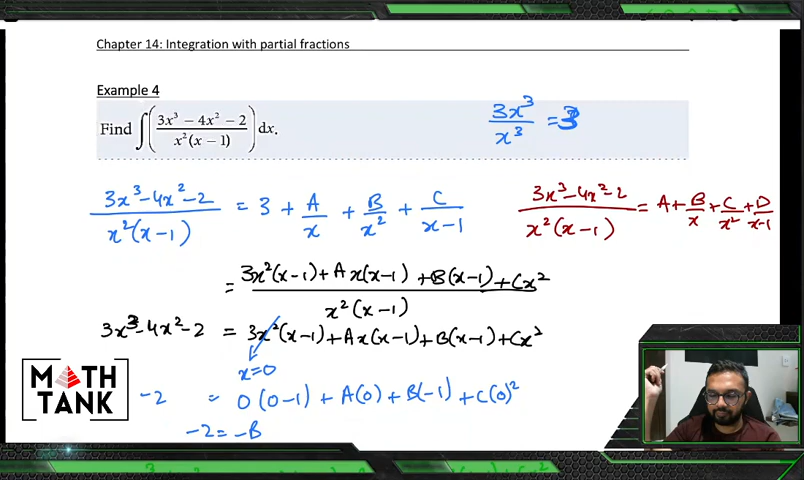 Chapter 14: Integration with partial fractions
Example 4
Find ∫((3x³ − 4x² − 2)/(x²(x − 1))) dx.
3x³/x³ = 3
(3x³-4x²-2)/(x²(x-1)) = 3 + A/x + B/x² + C/(x-1)
(3x³-4x²-2)/(x²(x-1)) = A + B/x + C/x² + D/(x-1)
= (3x²(x-1) + Ax(x-1) + B(x-1) + Cx²)/(x²(x-1))
3x³-4x²-2 = 3x²(x-1) + Ax(x-1) + B(x-1) + Cx²
x=0
-2 = 0(0-1) + A(0) + B(-1) + C(0)²
-2 = -B
MATH
TANK